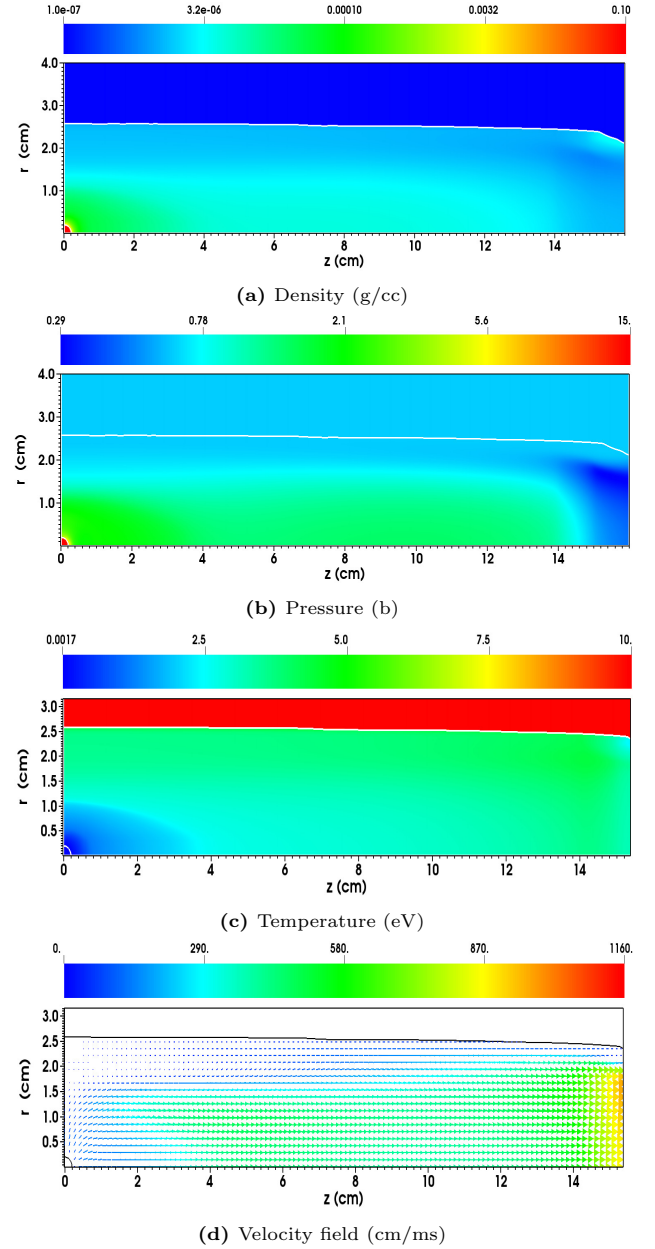 1.0e-07 3.2e-06 0.00010 0.0032 0.10
4.0
3.0
2.0
1.0
r (cm)
0 2 4 6 8 10 12 14
z (cm)
(a) Density (g/cc)
0.29 0.78 2.1 5.6 15.
4.0
3.0
2.0
1.0
r (cm)
0 2 4 6 8 10 12 14
z (cm)
(b) Pressure (b)
0.0017 2.5 5.0 7.5 10.
3.0
2.5
2.0
1.5
1.0
0.5
r (cm)
0 2 4 6 8 10 12 14
z (cm)
(c) Temperature (eV)
0. 290. 580. 870. 1160.
3.0
2.5
2.0
1.5
1.0
0.5
r (cm)
0 2 4 6 8 10 12 14
z (cm)
(d) Velocity field (cm/ms)